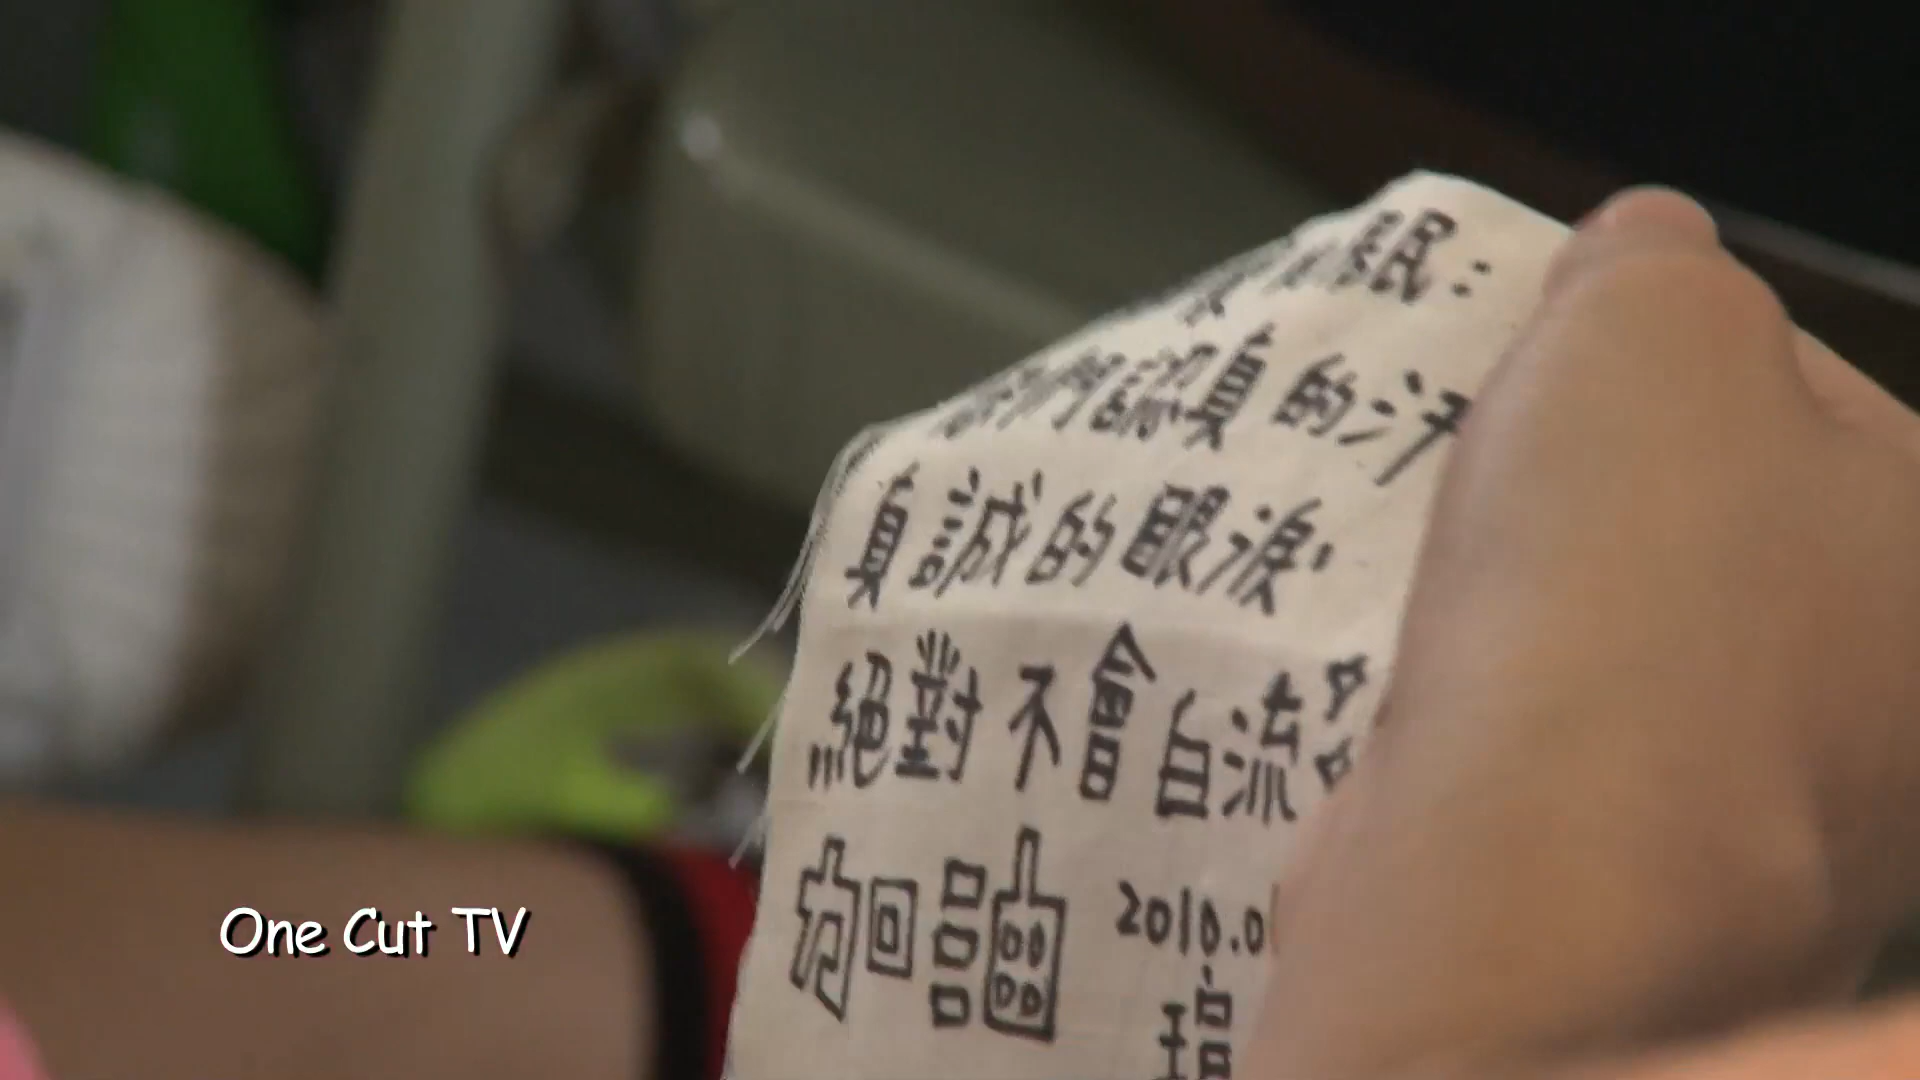 眠：
們認真的汗
真誠的眼淚
絕對不會白流
加油 2010.0
One Cut TV